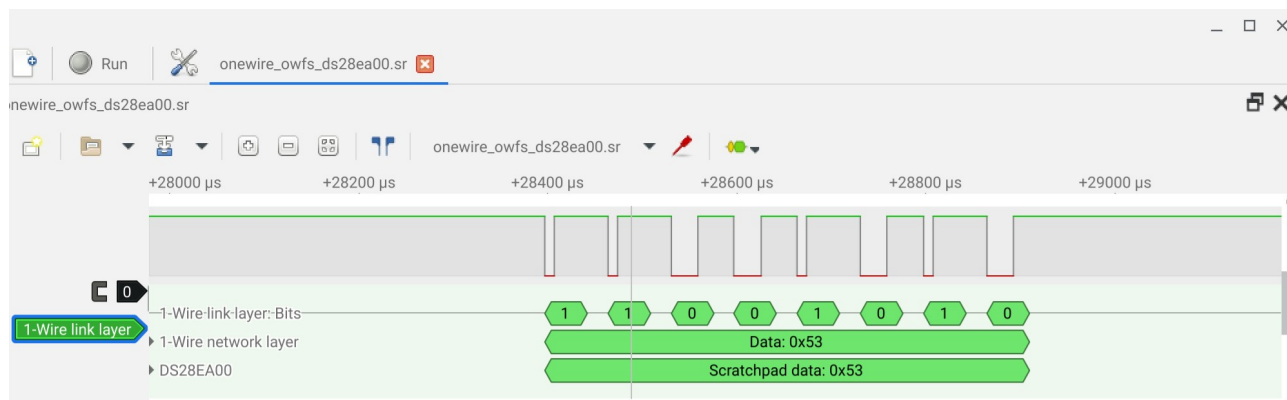 Run onewire_owfs_ds28ea00.sr
onewire_owfs_ds28ea00.sr
onewire_owfs_ds28ea00.sr
+28000 µs +28200 µs +28400 µs +28600 µs +28800 µs +29000 µs
0
1-Wire link layer: Bits 1 1 0 0 1 0 1 0
1-Wire link layer
1-Wire network layer Data: 0x53
DS28EA00 Scratchpad data: 0x53